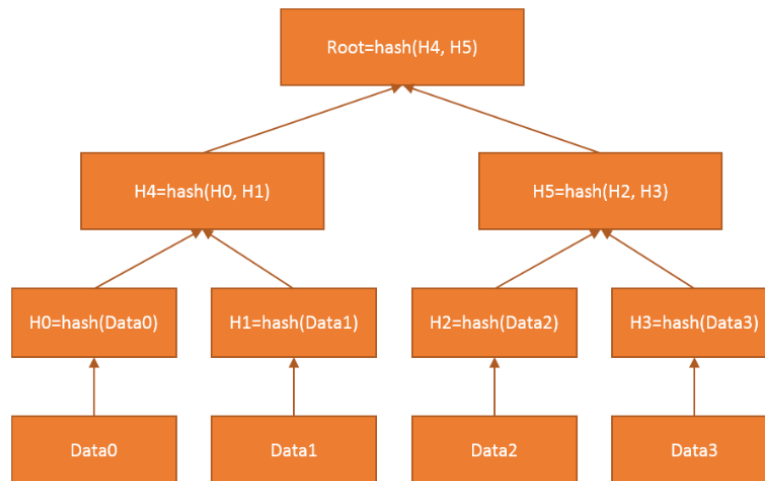 Root=hash(H4, H5)
H4=hash(H0, H1)
H5=hash(H2, H3)
H0=hash(Data0)
H1=hash(Data1)
H2=hash(Data2)
H3=hash(Data3)
Data0
Data1
Data2
Data3